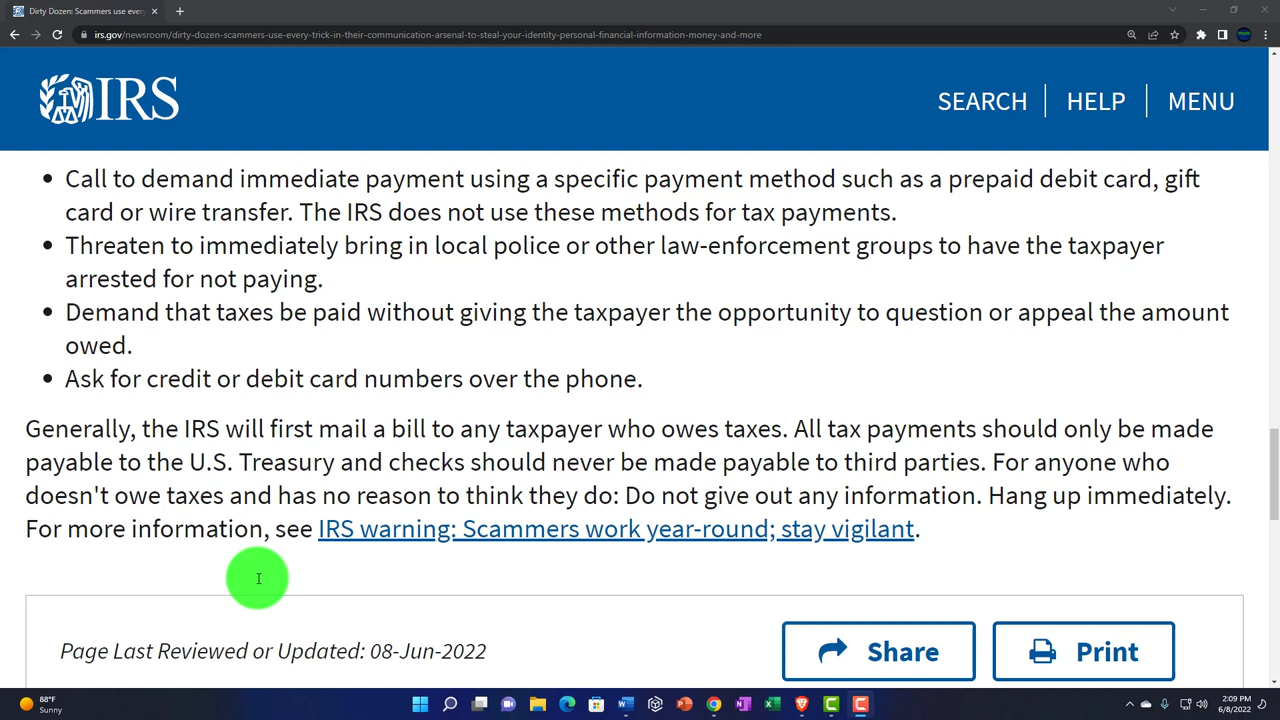 Dirty Dozen: Scammers use every
irs.gov/newsroom/dirty-dozen-scammers-use-every-trick-in-their-communication-arsenal-to-steal-your-identity-personal-financial-information-money-and-more
IRS
SEARCH
HELP
MENU
• Call to demand immediate payment using a specific payment method such as a prepaid debit card, gift
card or wire transfer. The IRS does not use these methods for tax payments.
• Threaten to immediately bring in local police or other law-enforcement groups to have the taxpayer
arrested for not paying.
• Demand that taxes be paid without giving the taxpayer the opportunity to question or appeal the amount
owed.
• Ask for credit or debit card numbers over the phone.
Generally, the IRS will first mail a bill to any taxpayer who owes taxes. All tax payments should only be made
payable to the U.S. Treasury and checks should never be made payable to third parties. For anyone who
doesn't owe taxes and has no reason to think they do: Do not give out any information. Hang up immediately.
For more information, see IRS warning: Scammers work year-round; stay vigilant.
Page Last Reviewed or Updated: 08-Jun-2022
Share
Print
88°F
Sunny
2:09 PM
6/8/2022